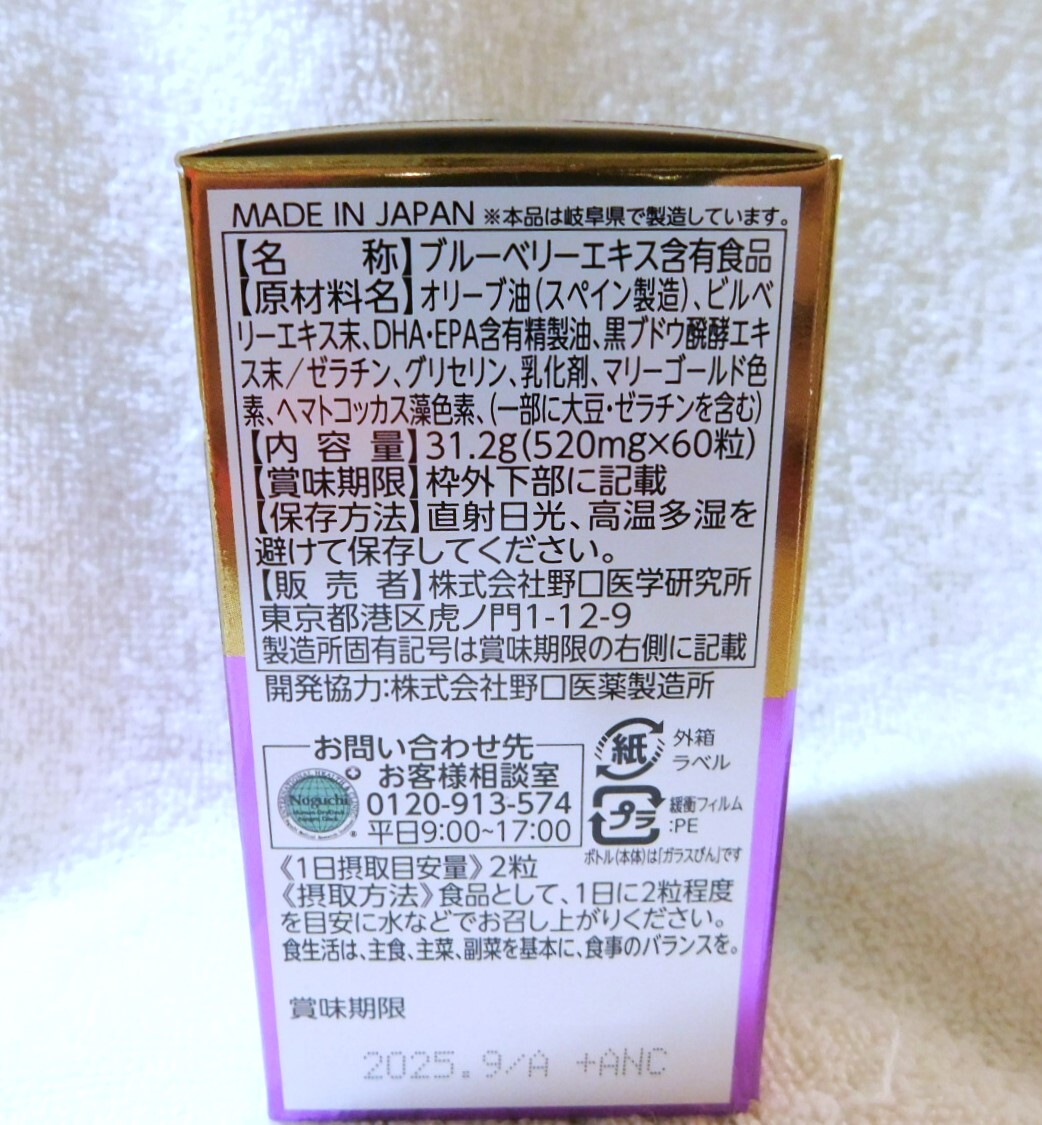 MADE IN JAPAN ※本品は岐阜県で製造しています。
【名　　称】ブルーベリーエキス含有食品
【原材料名】オリーブ油(スペイン製造)、ビルベ
リーエキス末、DHA・EPA含有精製油、黒ブドウ醗酵エキ
ス末／ゼラチン、グリセリン、乳化剤、マリーゴールド色
素、ヘマトコッカス藻色素、(一部に大豆・ゼラチンを含む)
【内 容 量】31.2g(520mg×60粒)
【賞味期限】枠外下部に記載
【保存方法】直射日光、高温多湿を
避けて保存してください。
【販 売 者】株式会社野口医学研究所
東京都港区虎ノ門1-12-9
製造所固有記号は賞味期限の右側に記載
開発協力:株式会社野口医薬製造所
お問い合わせ先
お客様相談室
Noguchi
0120-913-574
平日9:00~17:00
紙
外箱
ラベル
プラ
緩衝フィルム
:PE
ボトル(本体)は「ガラスびん」です
《1日摂取目安量》2粒
《摂取方法》食品として、1日に2粒程度
を目安に水などでお召し上がりください。
食生活は、主食、主菜、副菜を基本に、食事のバランスを。
賞味期限
2025.9/A +ANC